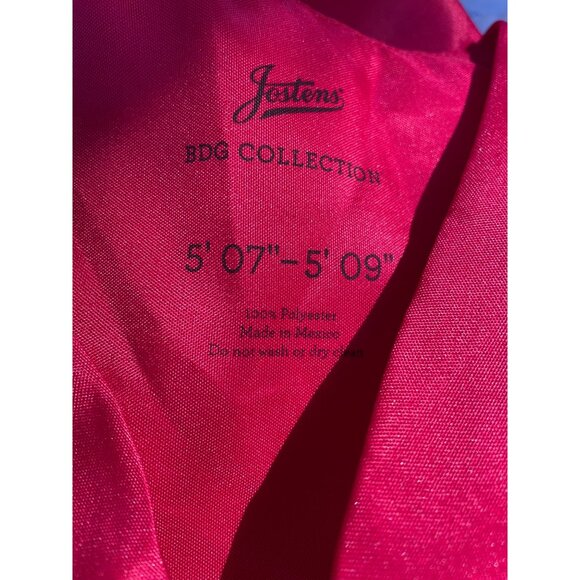 Jostens
BDG COLLECTION
5' 07"–5' 09"
100% Polyester
Made in Mexico
Do not wash or dry clean